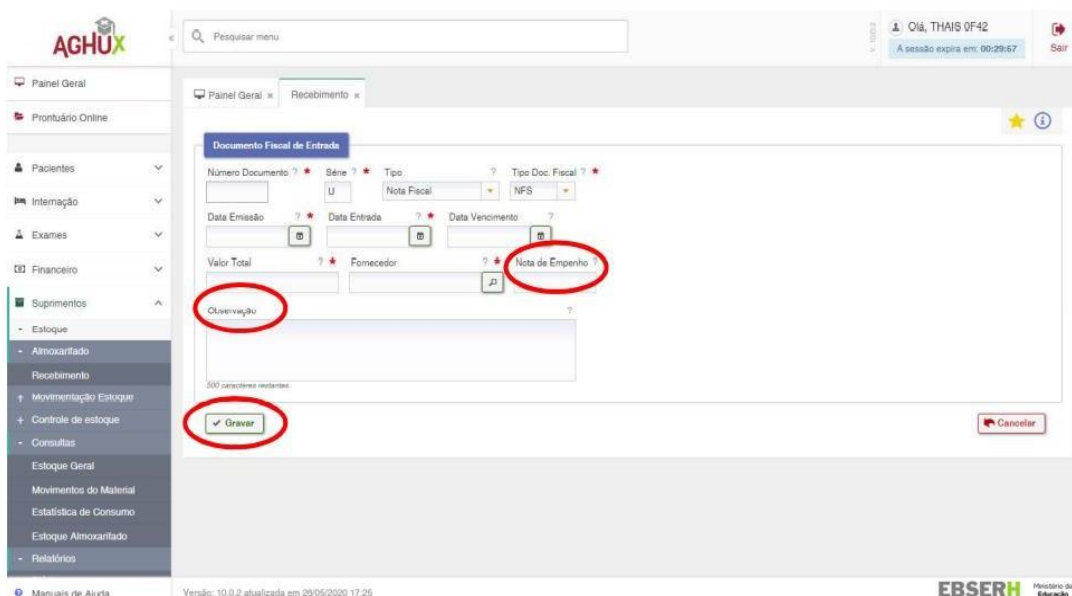 AGHUX
«
Pesquisar menu
Olá, THAIS 0F42
A sessão expira em: 00:29:57
Sair
Painel Geral
Prontuário Online
Pacientes
Internação
Exames
Financeiro
Suprimentos
- Estoque
- Almoxarifado
Recebimento
+ Movimentação Estoque
+ Controle de estoque
- Consultas
Estoque Geral
Movimentos do Material
Estatística de Consumo
Estoque Almoxarifado
- Relatórios
Manuais de Ajuda
Painel Geral x
Recebimento x
Documento Fiscal de Entrada
Número Documento ? * Série ? * Tipo ? Tipo Doc. Fiscal ? *
U Nota Fiscal NFS
Data Emissão ? * Data Entrada ? * Data Vencimento ?
Valor Total ? * Fornecedor ? * Nota de Empenho ?
Observação ?
300 caracteres restantes.
Gravar
Cancelar
Versão: 10.0.2 atualizada em 26/05/2020 17:25
EBSERH
Ministério da
Educação